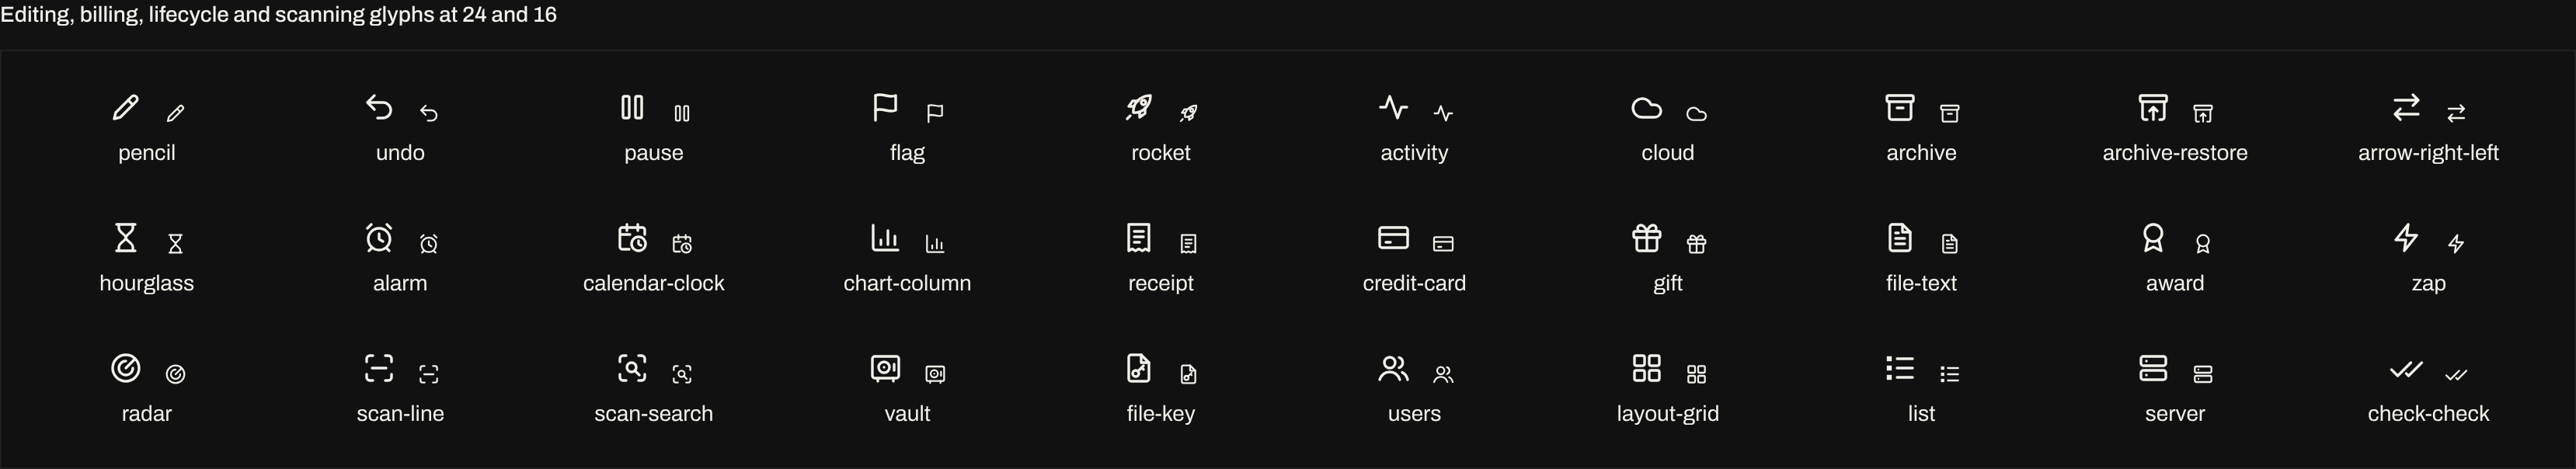 Editing, billing, lifecycle and scanning glyphs at 24 and 16
pencil undo pause flag rocket activity cloud archive archive-restore arrow-right-left
hourglass alarm calendar-clock chart-column receipt credit-card gift file-text award zap
radar scan-line scan-search vault file-key users layout-grid list server check-check